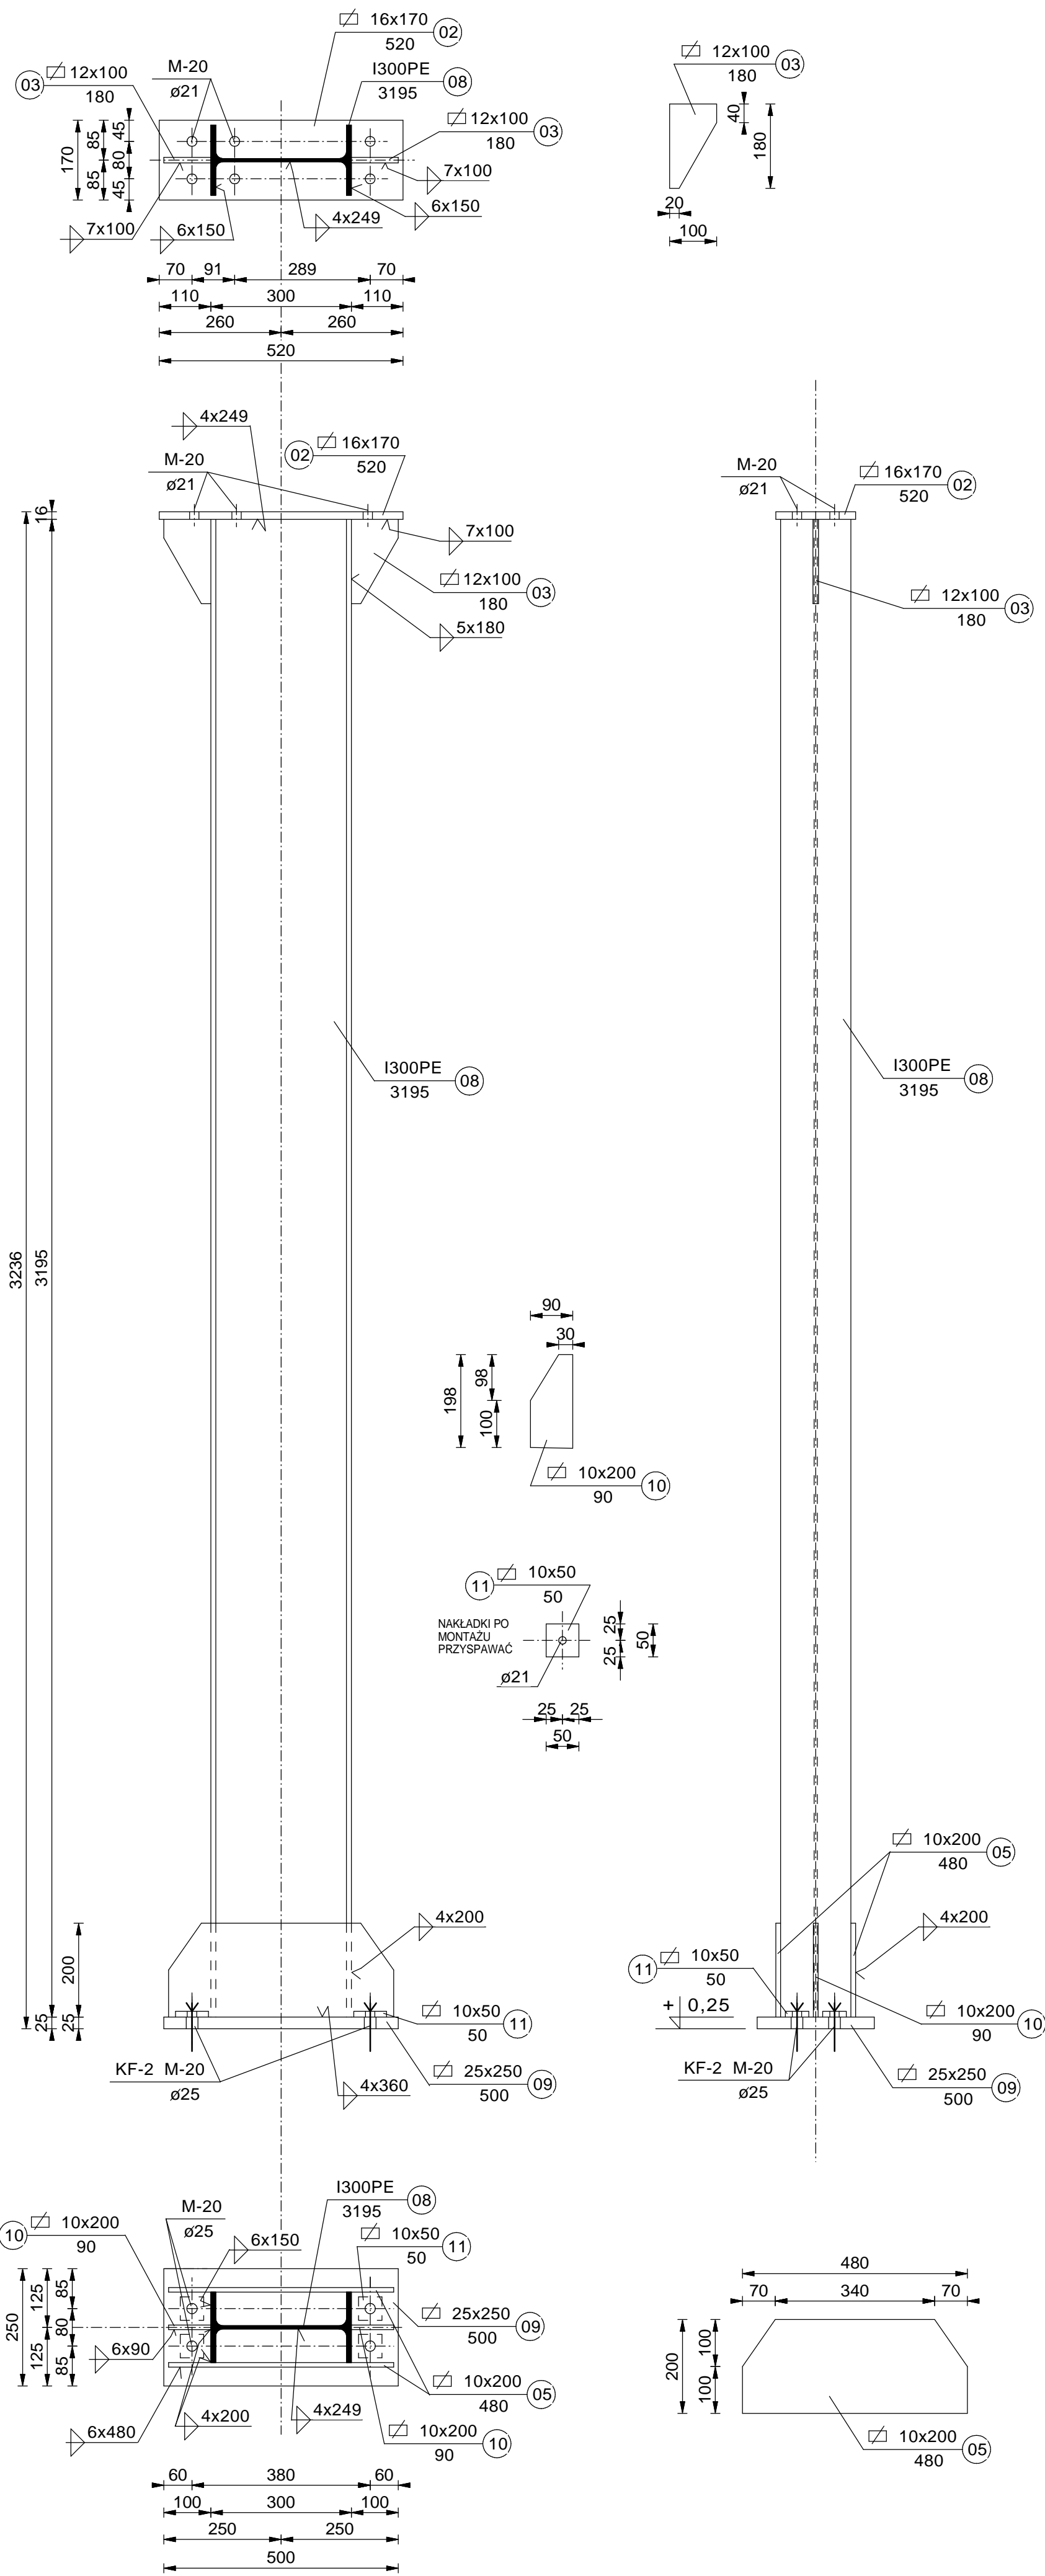 16x170
520
02
03
12x100
180
M-20
ø21
I300PE
3195
08
12x100
180
03
170
85
85
45
80
45
7x100
6x150
7x100
6x150
4x249
70
91
289
70
110
300
110
260
260
520
12x100
180
03
40
180
20
100
4x249
02
16x170
520
M-20
ø21
7x100
12x100
180
03
5x180
16
3236
3195
M-20
ø21
16x170
520
02
12x100
180
03
I300PE
3195
08
I300PE
3195
08
90
30
198
98
100
10x200
90
10
11
10x50
50
NAKŁADKI PO
MONTAŻU
PRZYSPAWAĆ
25
25
50
ø21
25
25
50
200
25
25
4x200
10x50
50
11
KF-2 M-20
ø25
4x360
25x250
500
09
10x200
480
05
4x200
11
10x50
50
+ 0,25
10x200
90
10
KF-2 M-20
ø25
25x250
500
09
I300PE
3195
08
M-20
ø25
10
10x200
90
6x150
10x50
50
11
250
125
125
85
80
85
25x250
500
09
6x90
10x200
480
05
6x480
4x200
4x249
10x200
90
10
60
380
60
100
300
100
250
250
500
480
70
340
70
200
100
100
10x200
480
05